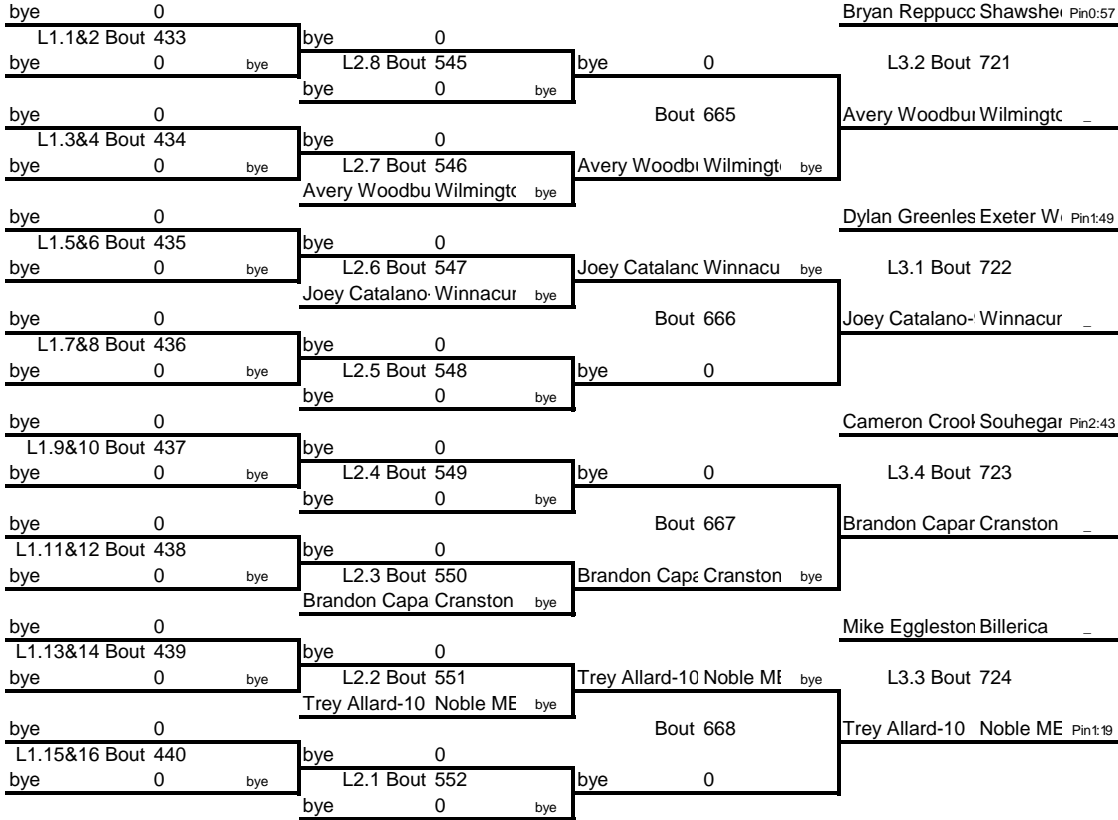 bye 0 Bryan Reppucc Shawshe Pin0:57
L1.1&2 Bout 433 bye 0
bye 0 bye L2.8 Bout 545 bye 0 L3.2 Bout 721
bye 0 bye
bye 0 Bout 665 Avery Woodbu Wilmingto _
L1.3&4 Bout 434 bye 0
bye 0 bye L2.7 Bout 546 Avery Woodb Wilmingt bye
Avery Woodbu Wilmingto bye
bye 0 Dylan Greenles Exeter W Pin1:49
L1.5&6 Bout 435 bye 0
bye 0 bye L2.6 Bout 547 Joey Catalano Winnacu bye L3.1 Bout 722
Joey Catalano- Winnacun bye
bye 0 Bout 666 Joey Catalano- Winnacun _
L1.7&8 Bout 436 bye 0
bye 0 bye L2.5 Bout 548 bye 0
bye 0 bye
bye 0 Cameron Crook Souhegan Pin2:43
L1.9&10 Bout 437 bye 0
bye 0 bye L2.4 Bout 549 bye 0 L3.4 Bout 723
bye 0 bye
bye 0 Bout 667 Brandon Capar Cranston _
L1.11&12 Bout 438 bye 0
bye 0 bye L2.3 Bout 550 Brandon Capa Cranston bye
Brandon Capa Cranston bye
bye 0 Mike Eggleston Billerica _
L1.13&14 Bout 439 bye 0
bye 0 bye L2.2 Bout 551 Trey Allard-10 Noble ME bye L3.3 Bout 724
Trey Allard-10 Noble ME bye
bye 0 Bout 668 Trey Allard-10 Noble ME Pin1:19
L1.15&16 Bout 440 bye 0
bye 0 bye L2.1 Bout 552 bye 0
bye 0 bye